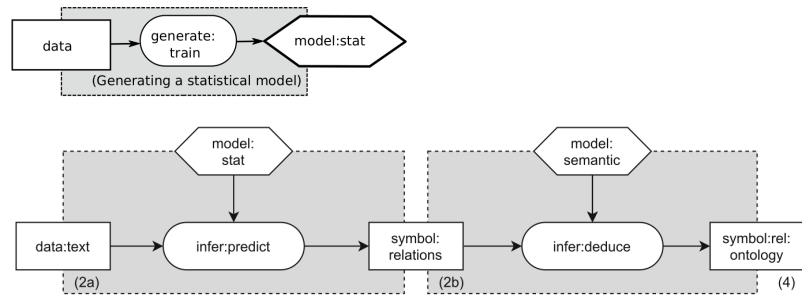 data
generate:
train
model:stat
(Generating a statistical model)
model:
stat
model:
semantic
data:text
infer:predict
symbol:
relations
infer:deduce
symbol:rel:
ontology
(2a)
(2b)
(4)